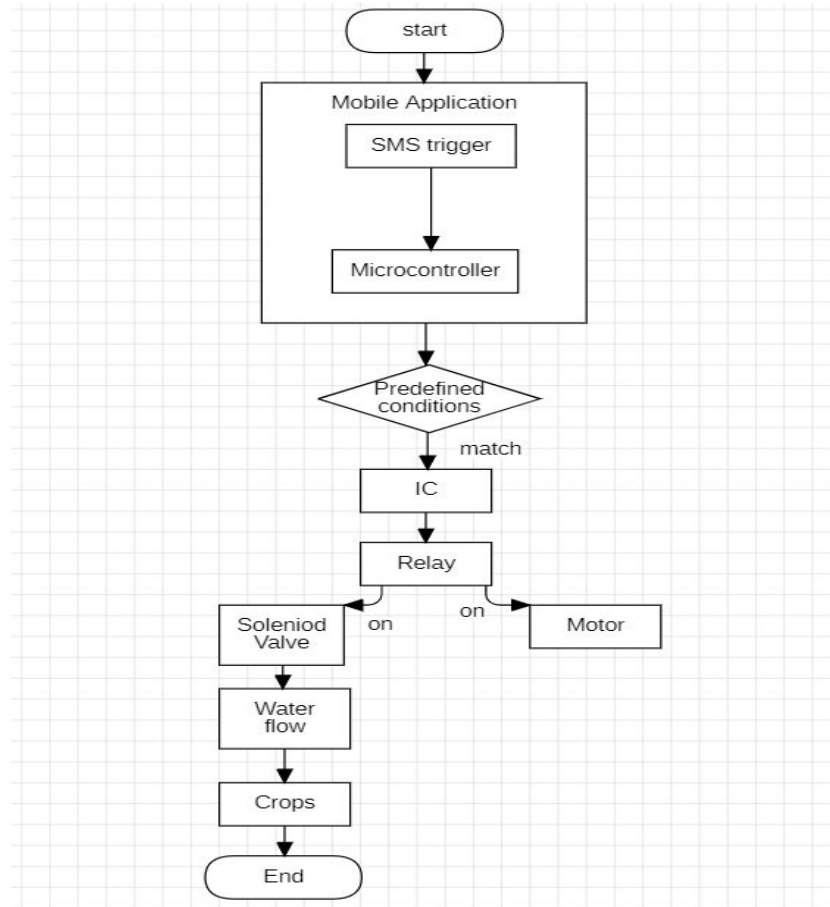 start
Mobile Application
SMS trigger
Microcontroller
Predefined
conditions
match
IC
Relay
on
on
Soleniod
Valve
Motor
Water
flow
Crops
End